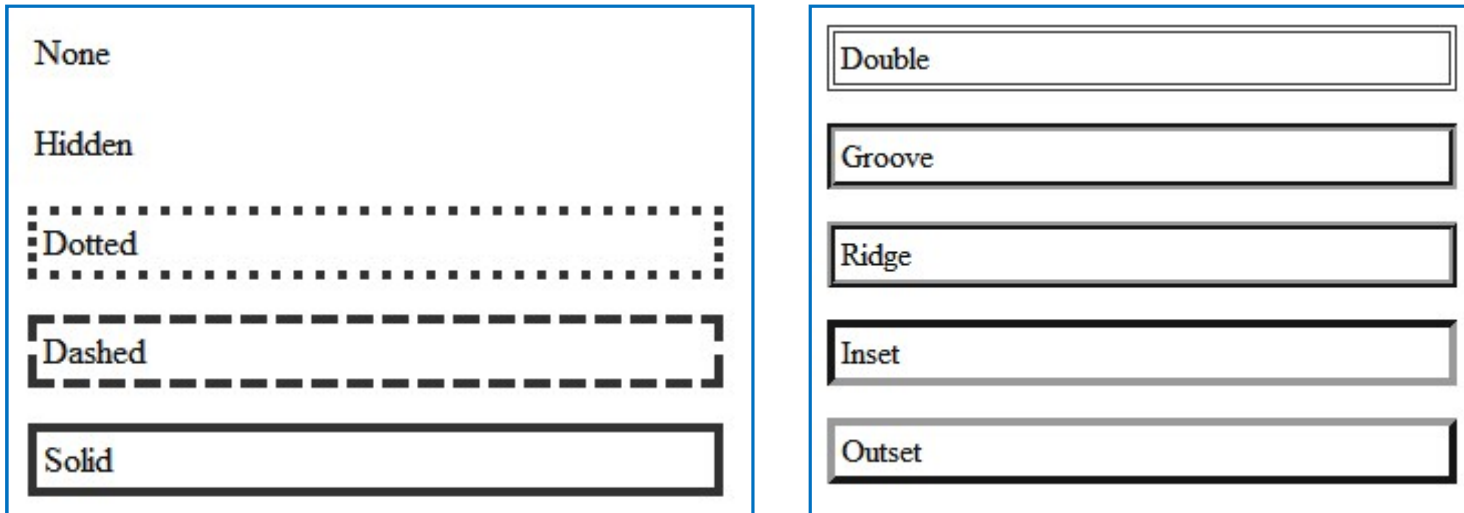 None
Hidden
Dotted
Dashed
Solid
Double
Groove
Ridge
Inset
Outset